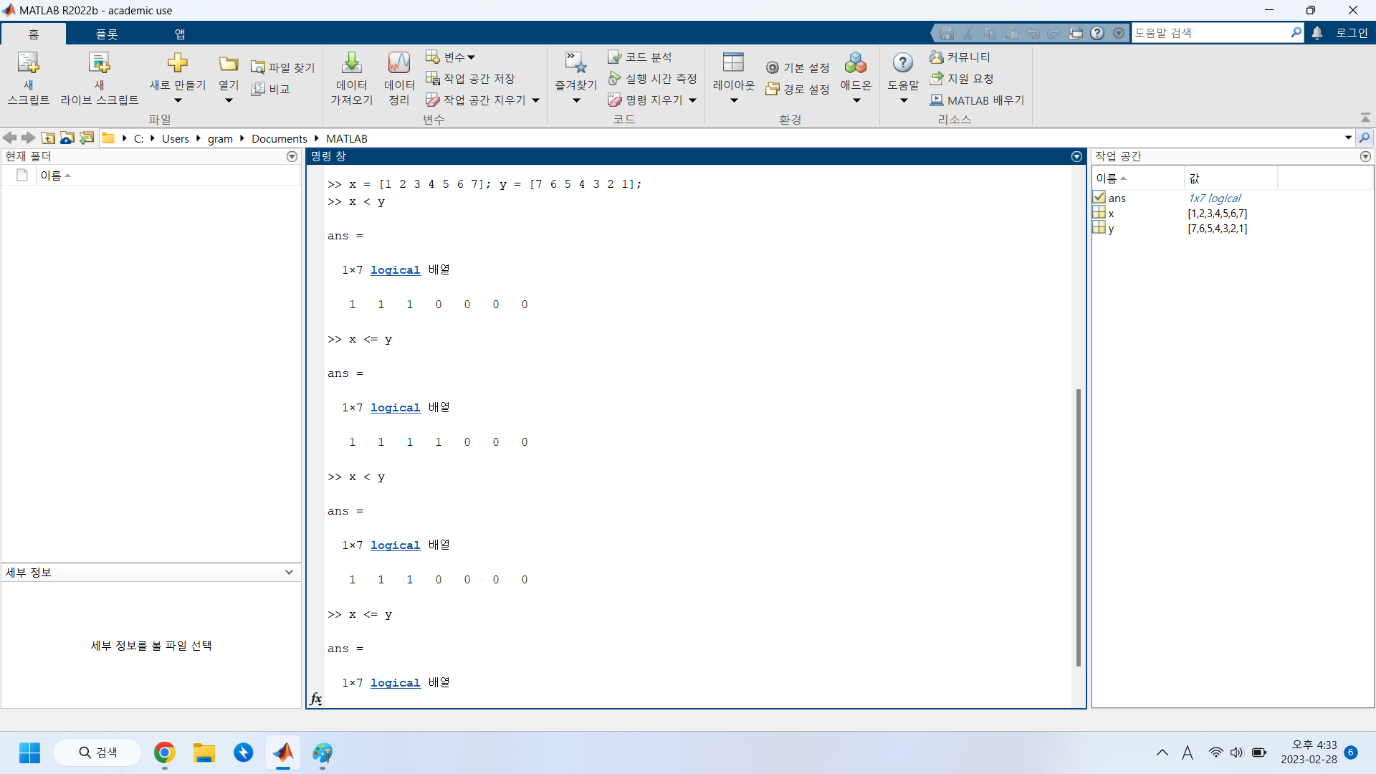 MATLAB R2022b - academic use
홈 플롯 앱
도움말 검색 로그인
새 스크립트
새 라이브 스크립트
새로 만들기
열기
파일 찾기
비교
파일
데이터 가져오기
데이터 정리
변수
작업 공간 저장
작업 공간 지우기
변수
즐겨찾기
코드 분석
실행 시간 측정
명령 지우기
코드
레이아웃
기본 설정
경로 설정
애드온
환경
도움말
커뮤니티
지원 요청
MATLAB 배우기
리소스
C: Users gram Documents MATLAB
현재 폴더
이름
세부 정보
세부 정보를 볼 파일 선택
명령 창
>> x = [1 2 3 4 5 6 7]; y = [7 6 5 4 3 2 1];
>> x < y
ans =
1×7 logical 배열
1 1 1 0 0 0 0
>> x <= y
ans =
1×7 logical 배열
1 1 1 1 0 0 0
>> x < y
ans =
1×7 logical 배열
1 1 1 0 0 0 0
>> x <= y
ans =
1×7 logical 배열
fx
작업 공간
이름 값
ans 1x7 logical
x [1,2,3,4,5,6,7]
y [7,6,5,4,3,2,1]
검색
A
오후 4:33
2023-02-28
6